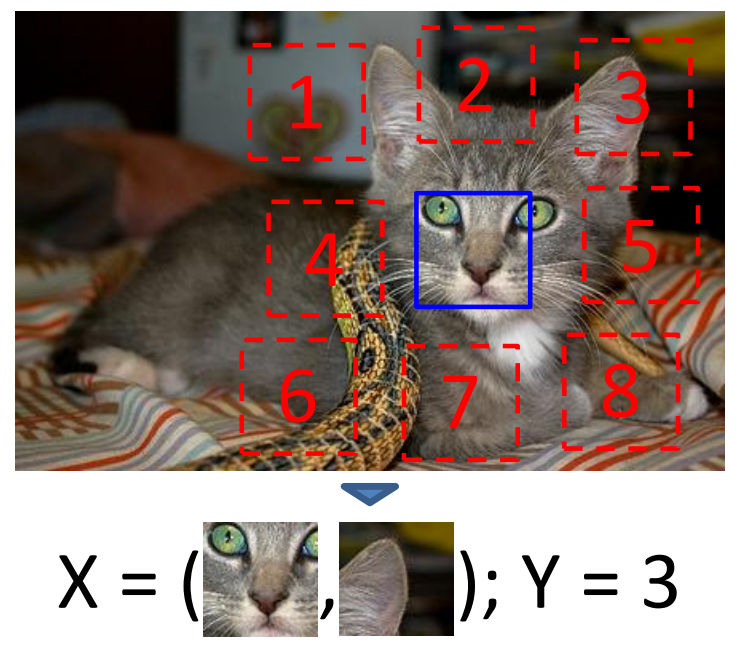 1 2 3
4 5
6 7 8
X = ( , ); Y = 3